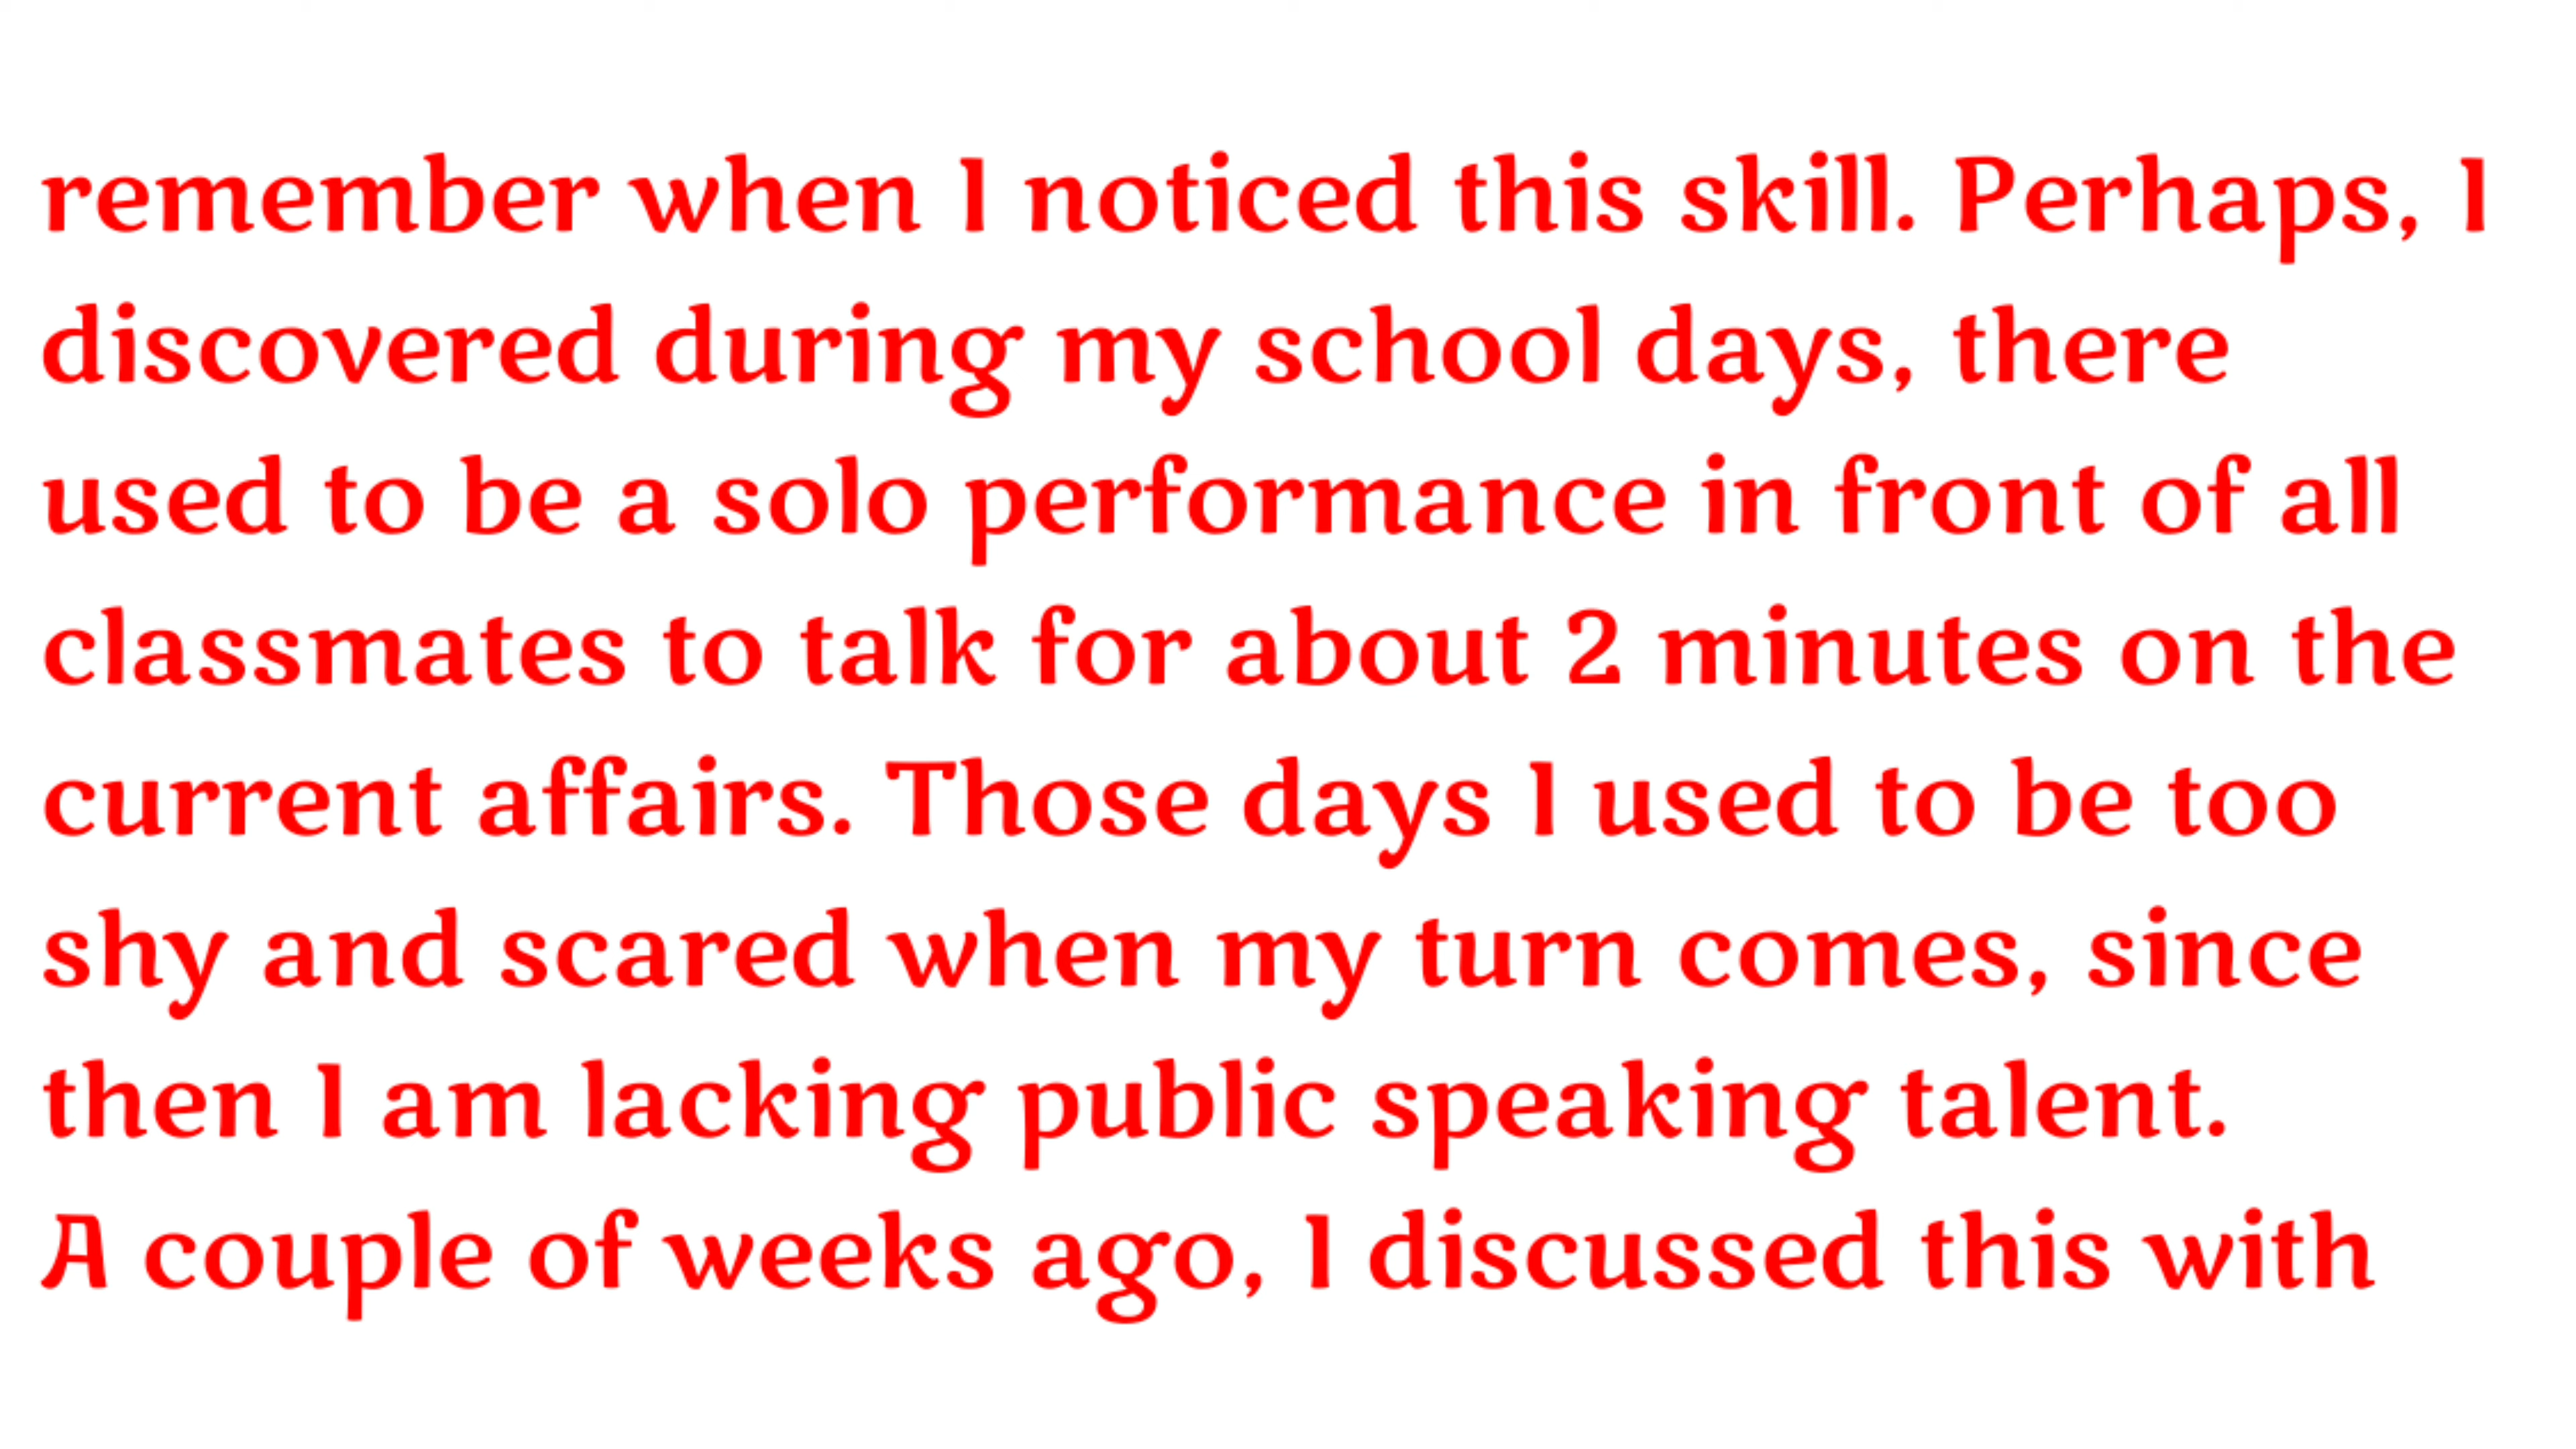 remember when I noticed this skill. Perhaps, I
discovered during my school days, there
used to be a solo performance in front of all
classmates to talk for about 2 minutes on the
current affairs. Those days I used to be too
shy and scared when my turn comes, since
then I am lacking public speaking talent.
A couple of weeks ago, I discussed this with